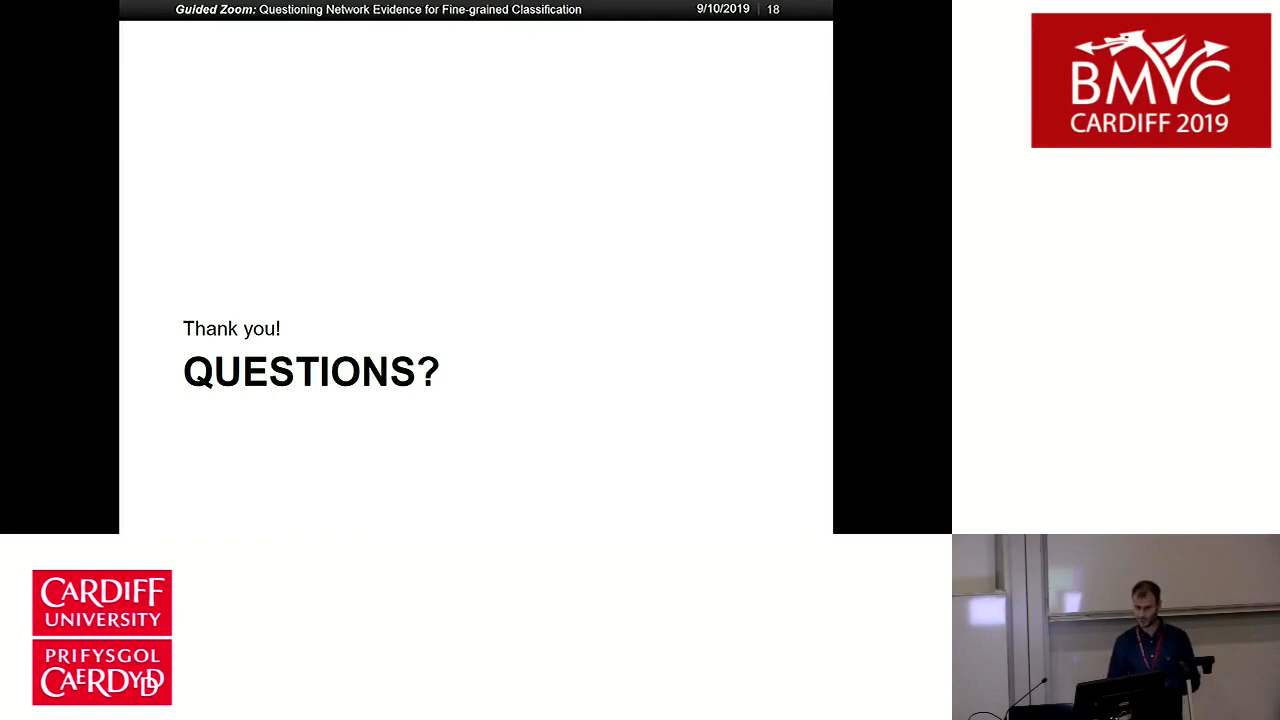 Guided Zoom: Questioning Network Evidence for Fine-grained Classification 9/10/2019 | 18
BMVC
CARDIFF 2019
Thank you!
QUESTIONS?
CARDIFF
UNIVERSITY
PRIFYSGOL
CAERDYDD